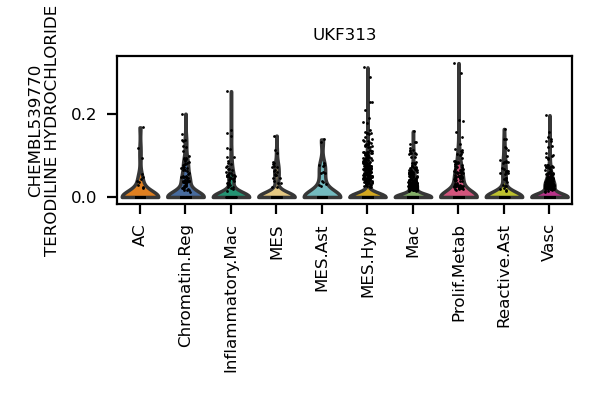 UKF313
CHEMBL539770
TERODILINE HYDROCHLORIDE
0.2
0.0
AC
Chromatin.Reg
Inflammatory.Mac
MES
MES.Ast
MES.Hyp
Mac
Prolif.Metab
Reactive.Ast
Vasc